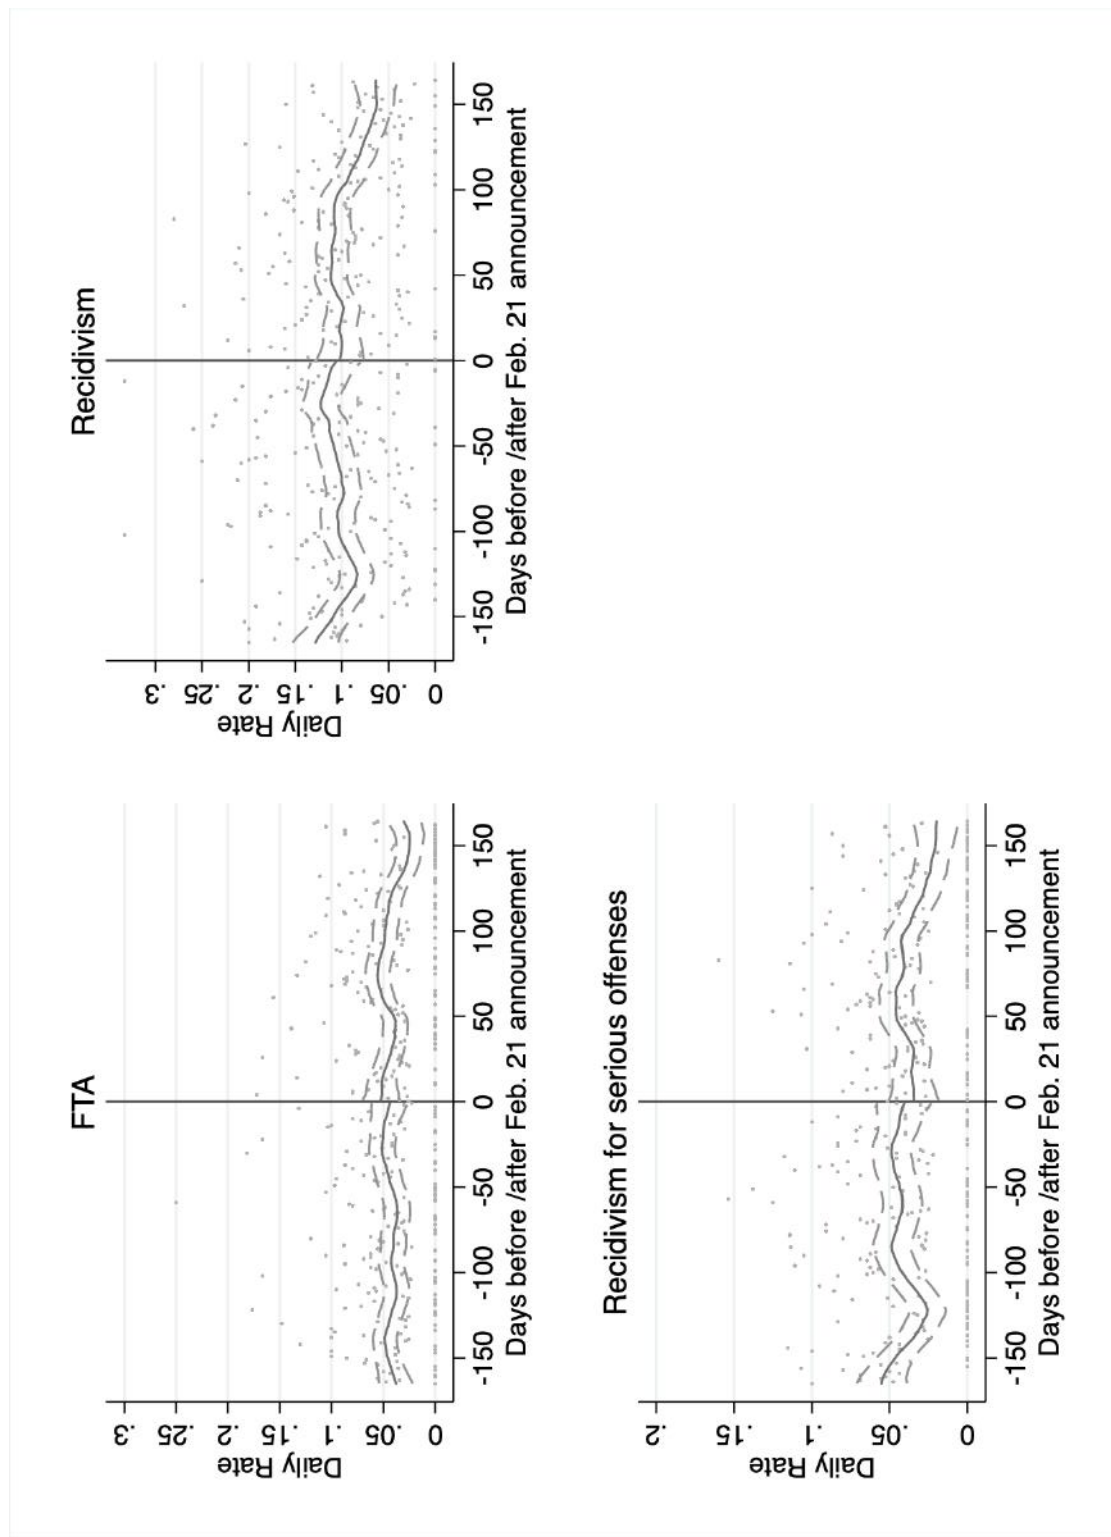 FTA
Daily Rate
.3
.25
.2
.15
.1
.05
0
-150 -100 -50 0 50 100 150
Days before /after Feb. 21 announcement
Recidivism
Daily Rate
.3
.25
.2
.15
.1
.05
0
-150 -100 -50 0 50 100 150
Days before /after Feb. 21 announcement
Recidivism for serious offenses
Daily Rate
.2
.15
.1
.05
0
-150 -100 -50 0 50 100 150
Days before /after Feb. 21 announcement